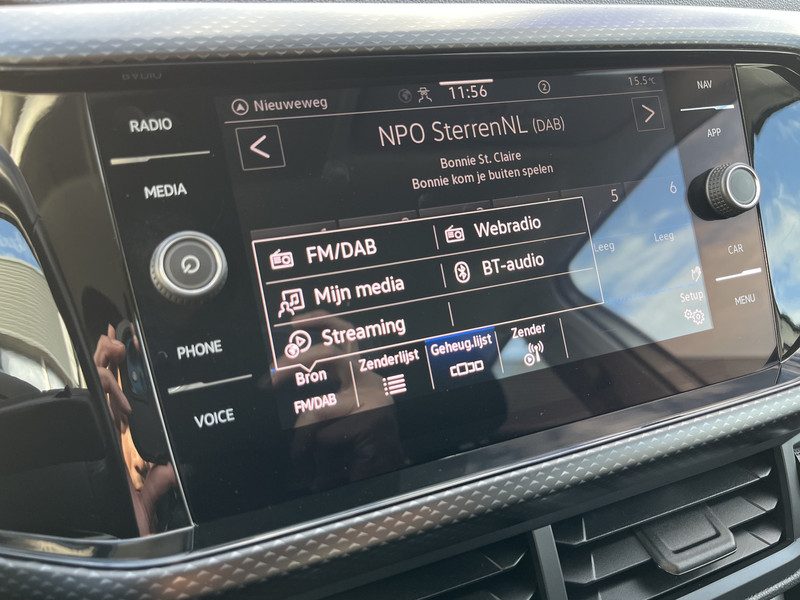 Nieuweweg
11:56
2
15.5°C
NPO SterrenNL (DAB)
Bonnie St. Claire
Bonnie kom je buiten spelen
RADIO
MEDIA
PHONE
VOICE
NAV
APP
CAR
MENU
5
6
Leeg
Leeg
FM/DAB
Webradio
Mijn media
BT-audio
Streaming
Setup
Bron
FM/DAB
Zenderlijst
Geheug.lijst
Zender